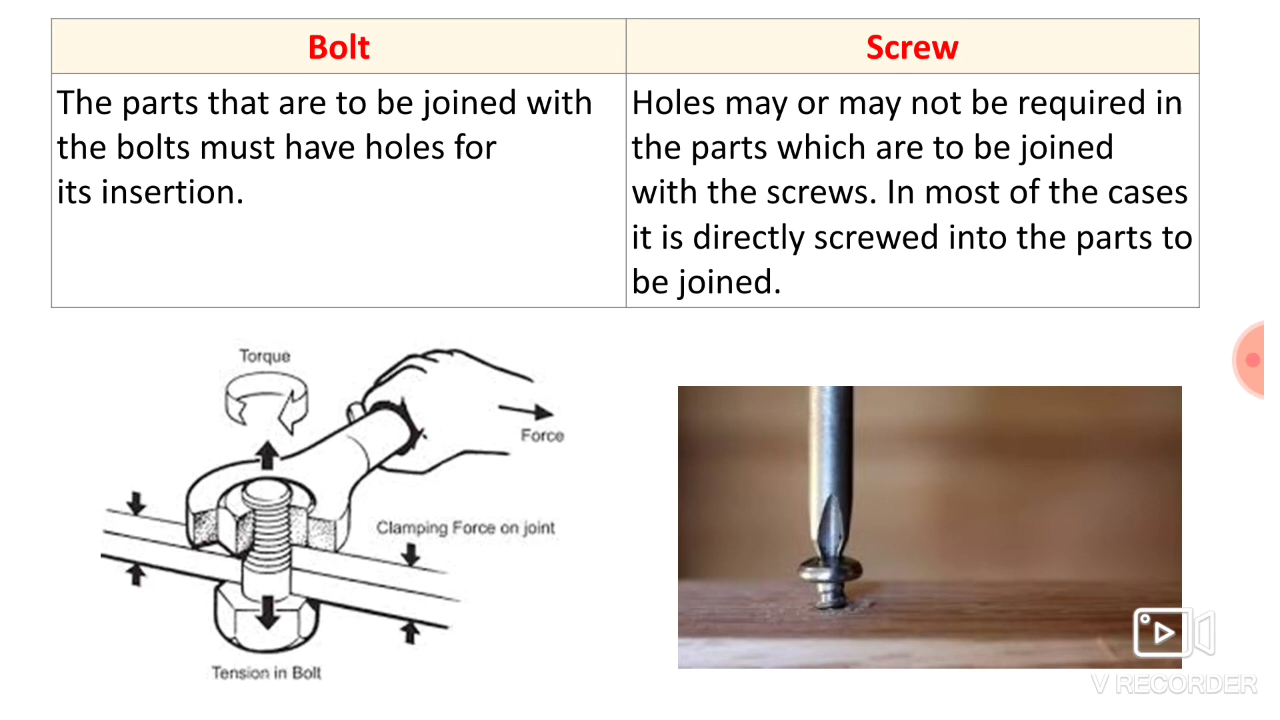 Bolt
Screw
The parts that are to be joined with
the bolts must have holes for
its insertion.
Holes may or may not be required in
the parts which are to be joined
with the screws. In most of the cases
it is directly screwed into the parts to
be joined.
Torque
Force
Clamping Force on joint
Tension in Bolt
V RECORDER